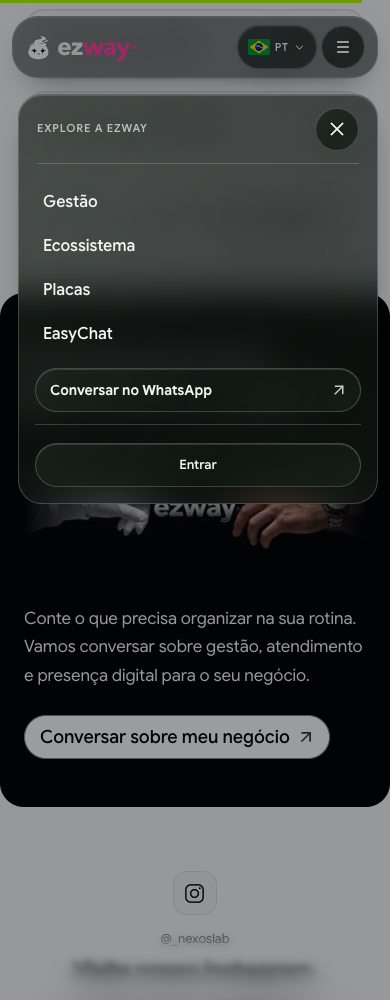 ezway
PT
EXPLORE A EZWAY
Gestão
Ecossistema
Placas
EasyChat
Conversar no WhatsApp
Entrar
ezway
Conte o que precisa organizar na sua rotina.
Vamos conversar sobre gestão, atendimento
e presença digital para o seu negócio.
Conversar sobre meu negócio
@_nexoslab